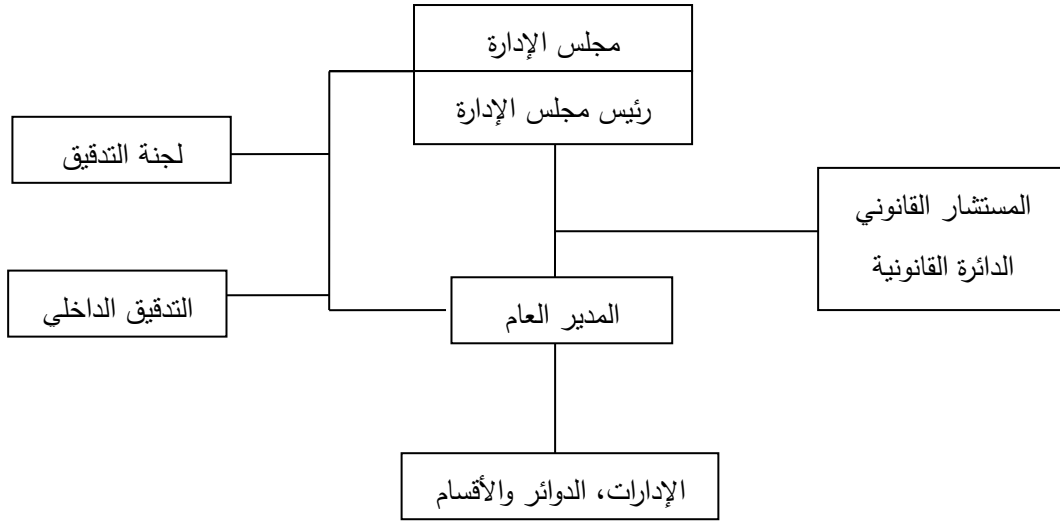 مجلس الإدارة
رئيس مجلس الإدارة
لجنة التدقيق
المستشار القانوني
الدائرة القانونية
التدقيق الداخلي
المدير العام
الإدارات، الدوائر والأقسام